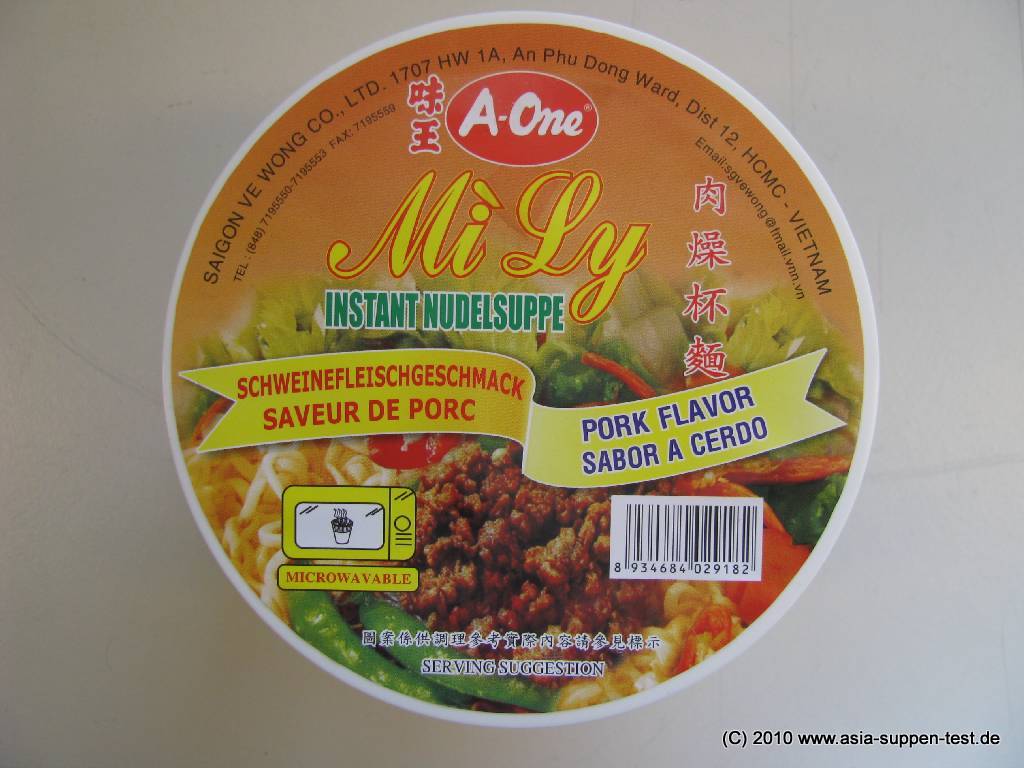 SAIGON VE WONG CO., LTD. 1707 HW 1A, An Phu Dong Ward, Dist 12, HCMC - VIETNAM
TEL : (848) 7195550-7195553 FAX: 7195559
Email:sgvewong@fmail.vnn.vn
味王
A-One®
Mì Ly
肉燥杯麵
INSTANT NUDELSUPPE
SCHWEINEFLEISCHGESCHMACK
SAVEUR DE PORC
PORK FLAVOR
SABOR A CERDO
MICROWAVABLE
8 934684 029182
圖案係供調理參考實際內容請參見標示
SERVING SUGGESTION
(C) 2010 www.asia-suppen-test.de